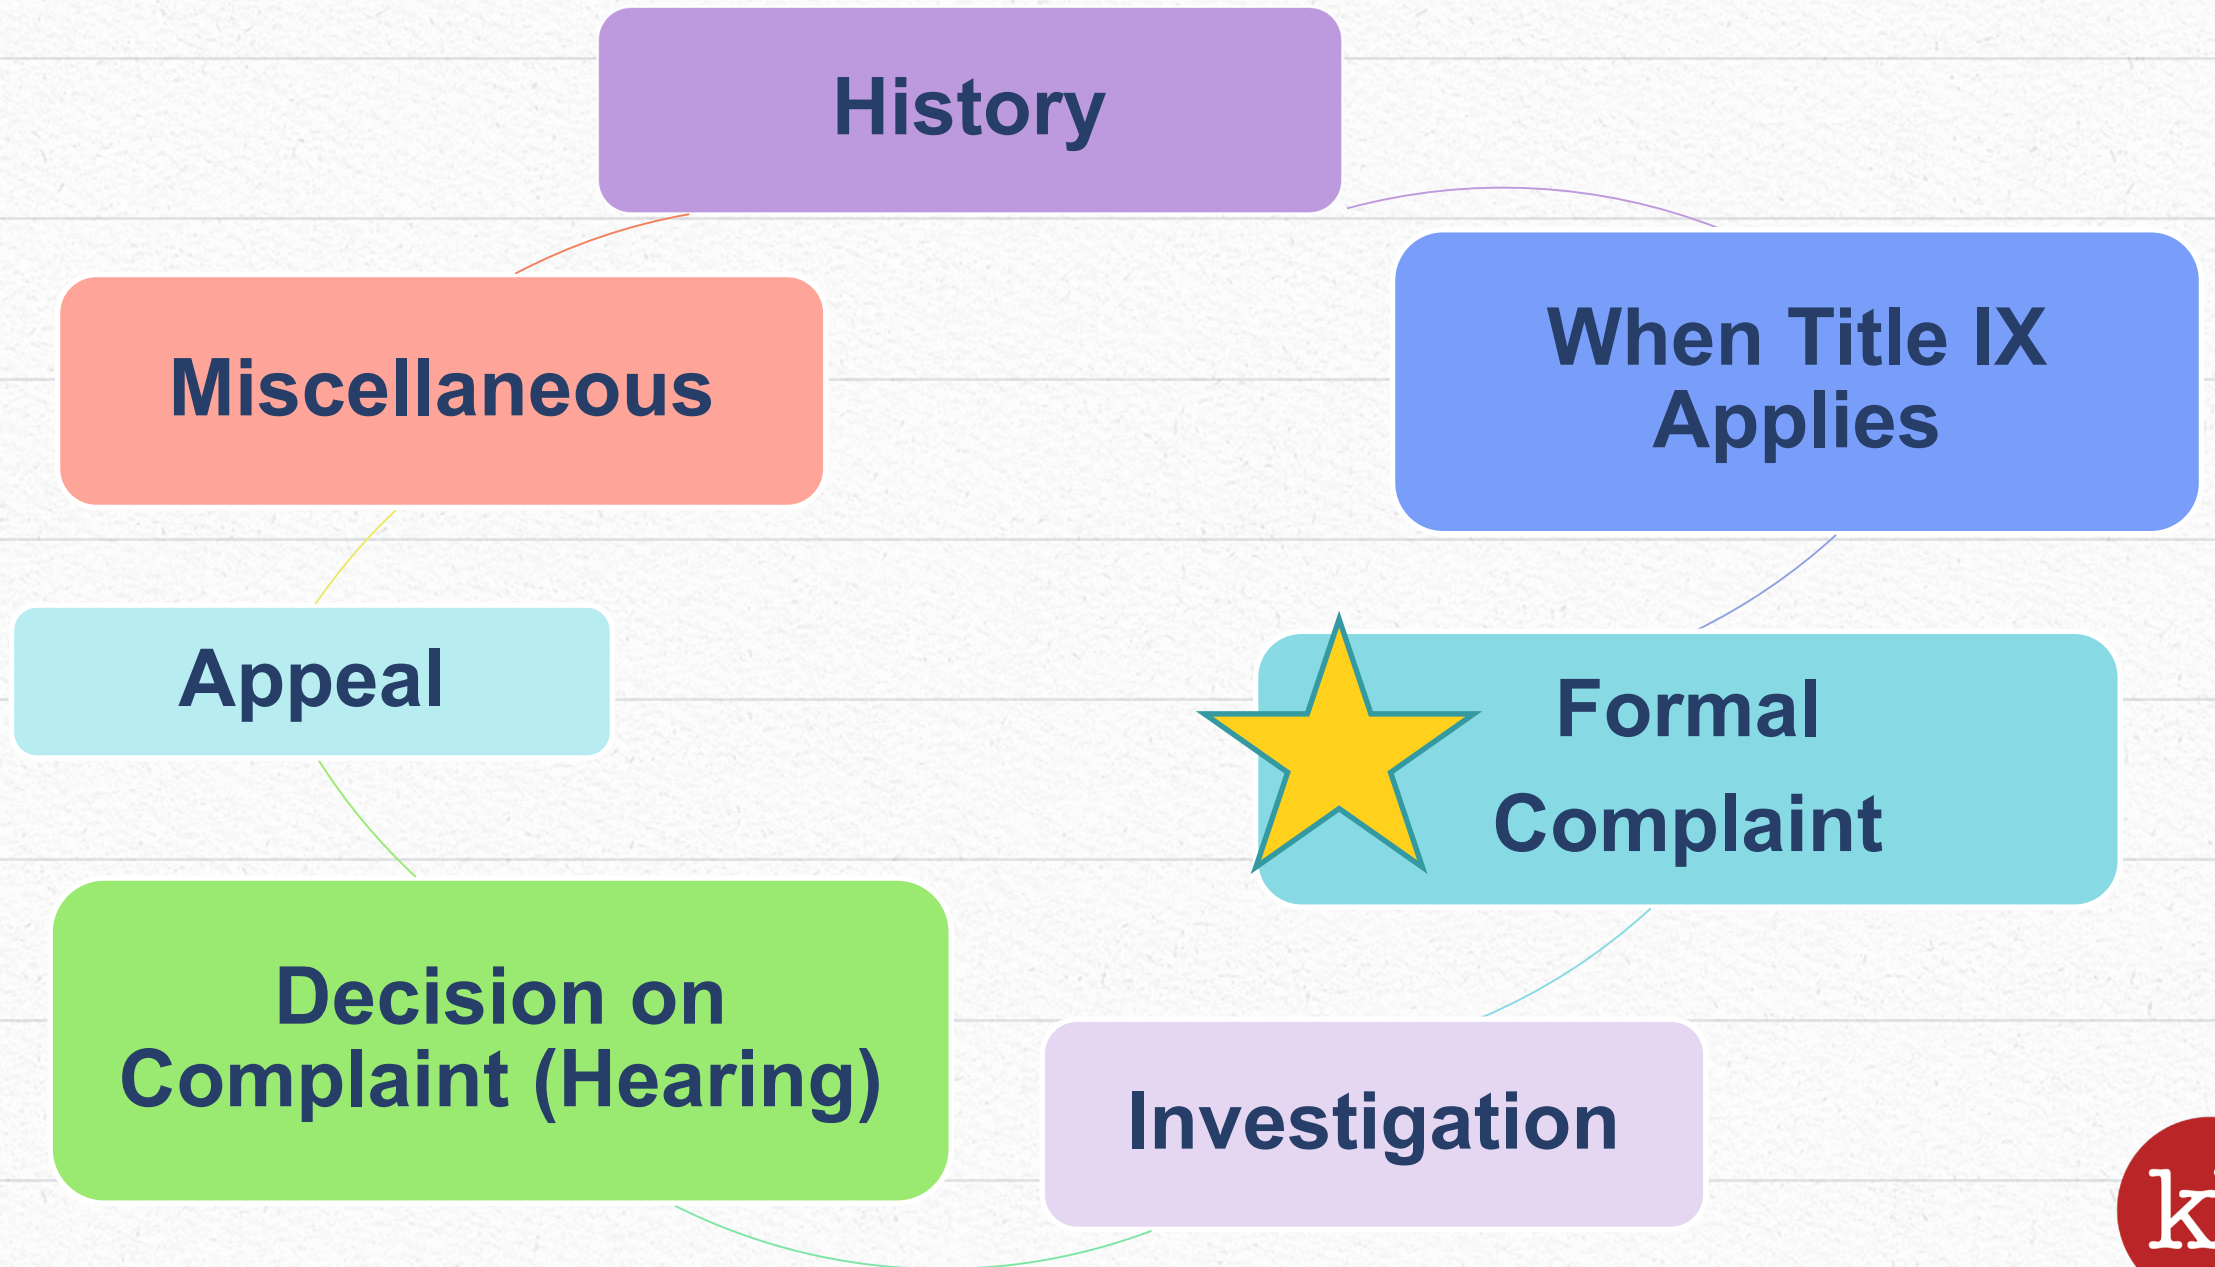 History
When Title IX
Applies
Formal
Complaint
Investigation
Decision on
Complaint (Hearing)
Appeal
Miscellaneous